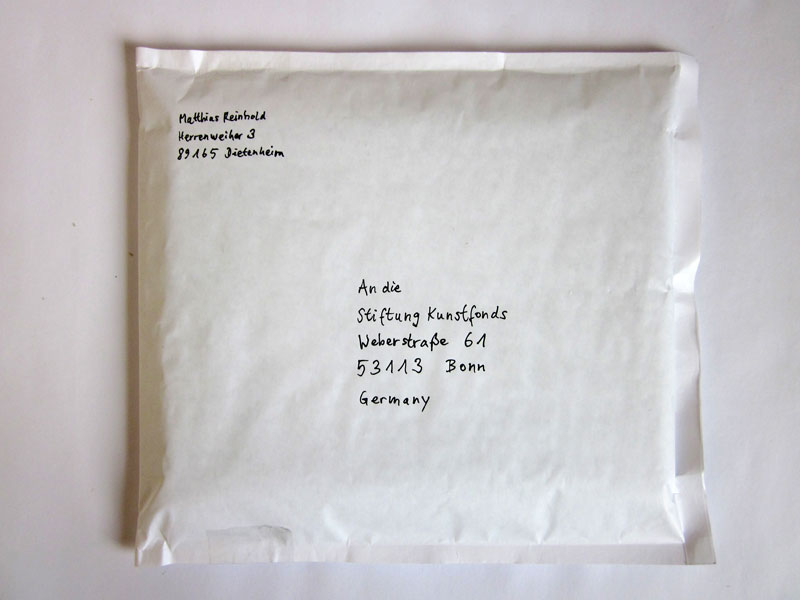 Matthias Reinhold
Herrenweiher 3
89165 Dietenheim
An die
Stiftung Kunstfonds
Weberstraße 61
53113 Bonn
Germany